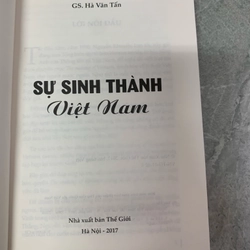 GS. Hà Văn Tấn
SỰ SINH THÀNH
Việt Nam
Nhà xuất bản Thế Giới
Hà Nội - 2017